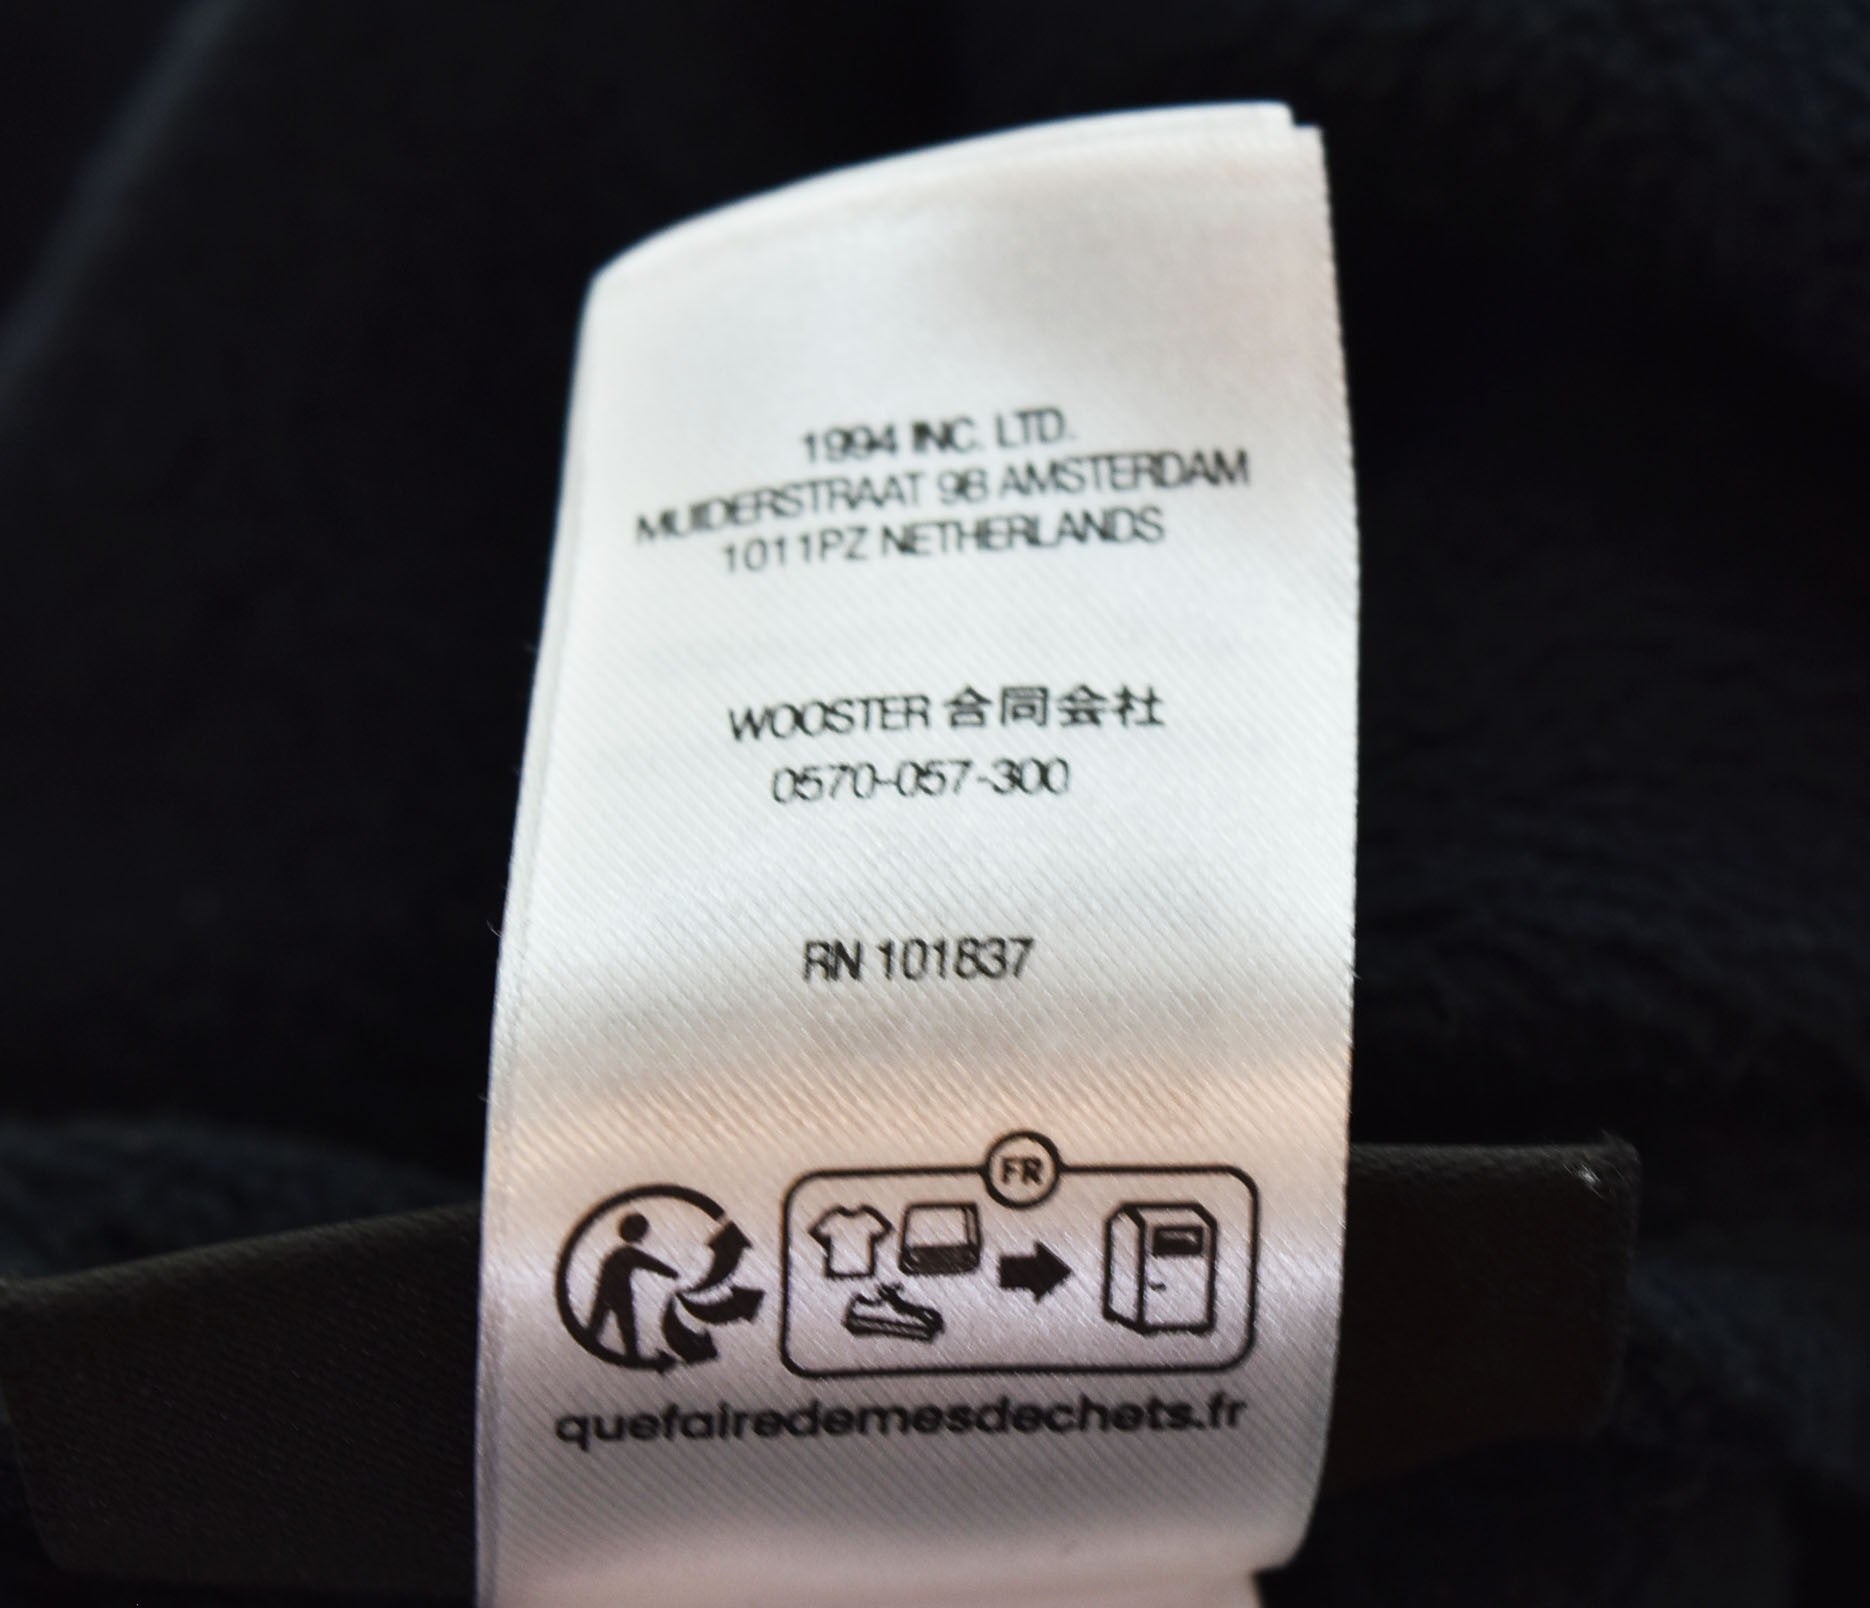 1994 INC. LTD.
MUIDERSTRAAT 9B AMSTERDAM
1011PZ NETHERLANDS
WOOSTER 合同会社
0570-057-300
RN 101837
FR
quefairedemesdechets.fr